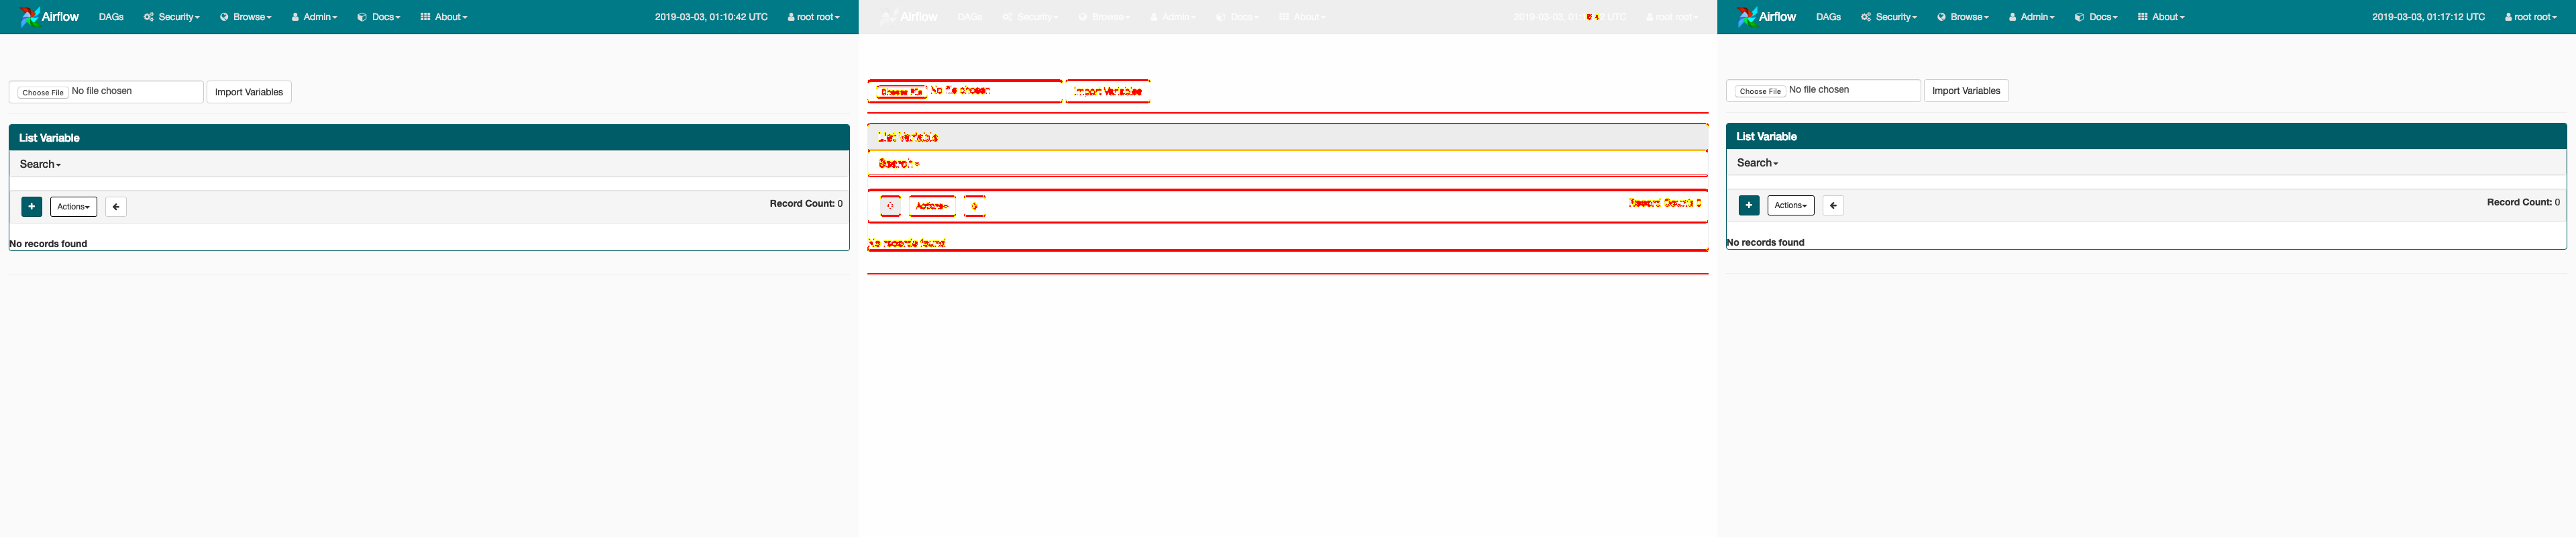 Airflow DAGs Security Browse Admin Docs About 2019-03-03, 01:10:42 UTC root root
Choose File No file chosen Import Variables
List Variable
Search
Actions Record Count: 0
No records found
Airflow DAGs Security Browse Admin Docs About 2019-03-03, 01:1 UTC root root
Choose File No file chosen Import Variables
List Variable
Search
Actions Record Count: 0
No records found
Airflow DAGs Security Browse Admin Docs About 2019-03-03, 01:17:12 UTC root root
Choose File No file chosen Import Variables
List Variable
Search
Actions Record Count: 0
No records found